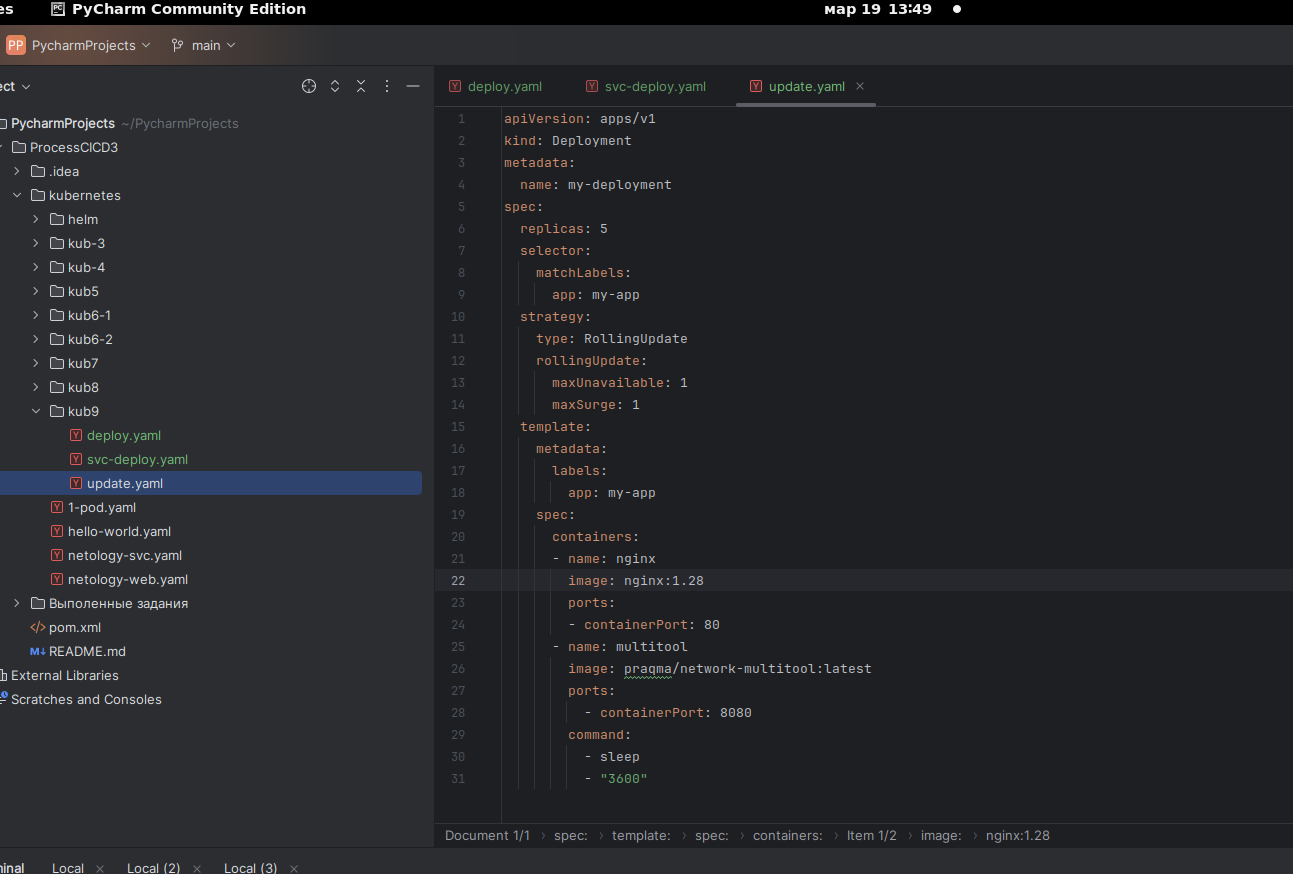 es PyCharm Community Edition мар 19 13:49
PP PycharmProjects main
ect
PycharmProjects ~/PycharmProjects
ProcessCICD3
.idea
kubernetes
helm
kub-3
kub-4
kub5
kub6-1
kub6-2
kub7
kub8
kub9
deploy.yaml
svc-deploy.yaml
update.yaml
1-pod.yaml
hello-world.yaml
netology-svc.yaml
netology-web.yaml
Выполенные задания
pom.xml
README.md
External Libraries
Scratches and Consoles
deploy.yaml svc-deploy.yaml update.yaml
1 apiVersion: apps/v1
2 kind: Deployment
3 metadata:
4   name: my-deployment
5 spec:
6   replicas: 5
7   selector:
8     matchLabels:
9       app: my-app
10   strategy:
11     type: RollingUpdate
12     rollingUpdate:
13       maxUnavailable: 1
14       maxSurge: 1
15   template:
16     metadata:
17       labels:
18         app: my-app
19     spec:
20       containers:
21       - name: nginx
22         image: nginx:1.28
23         ports:
24         - containerPort: 80
25       - name: multitool
26         image: praqma/network-multitool:latest
27         ports:
28           - containerPort: 8080
29         command:
30           - sleep
31           - "3600"
Document 1/1 › spec: › template: › spec: › containers: › Item 1/2 › image: › nginx:1.28
minal Local Local (2) Local (3)